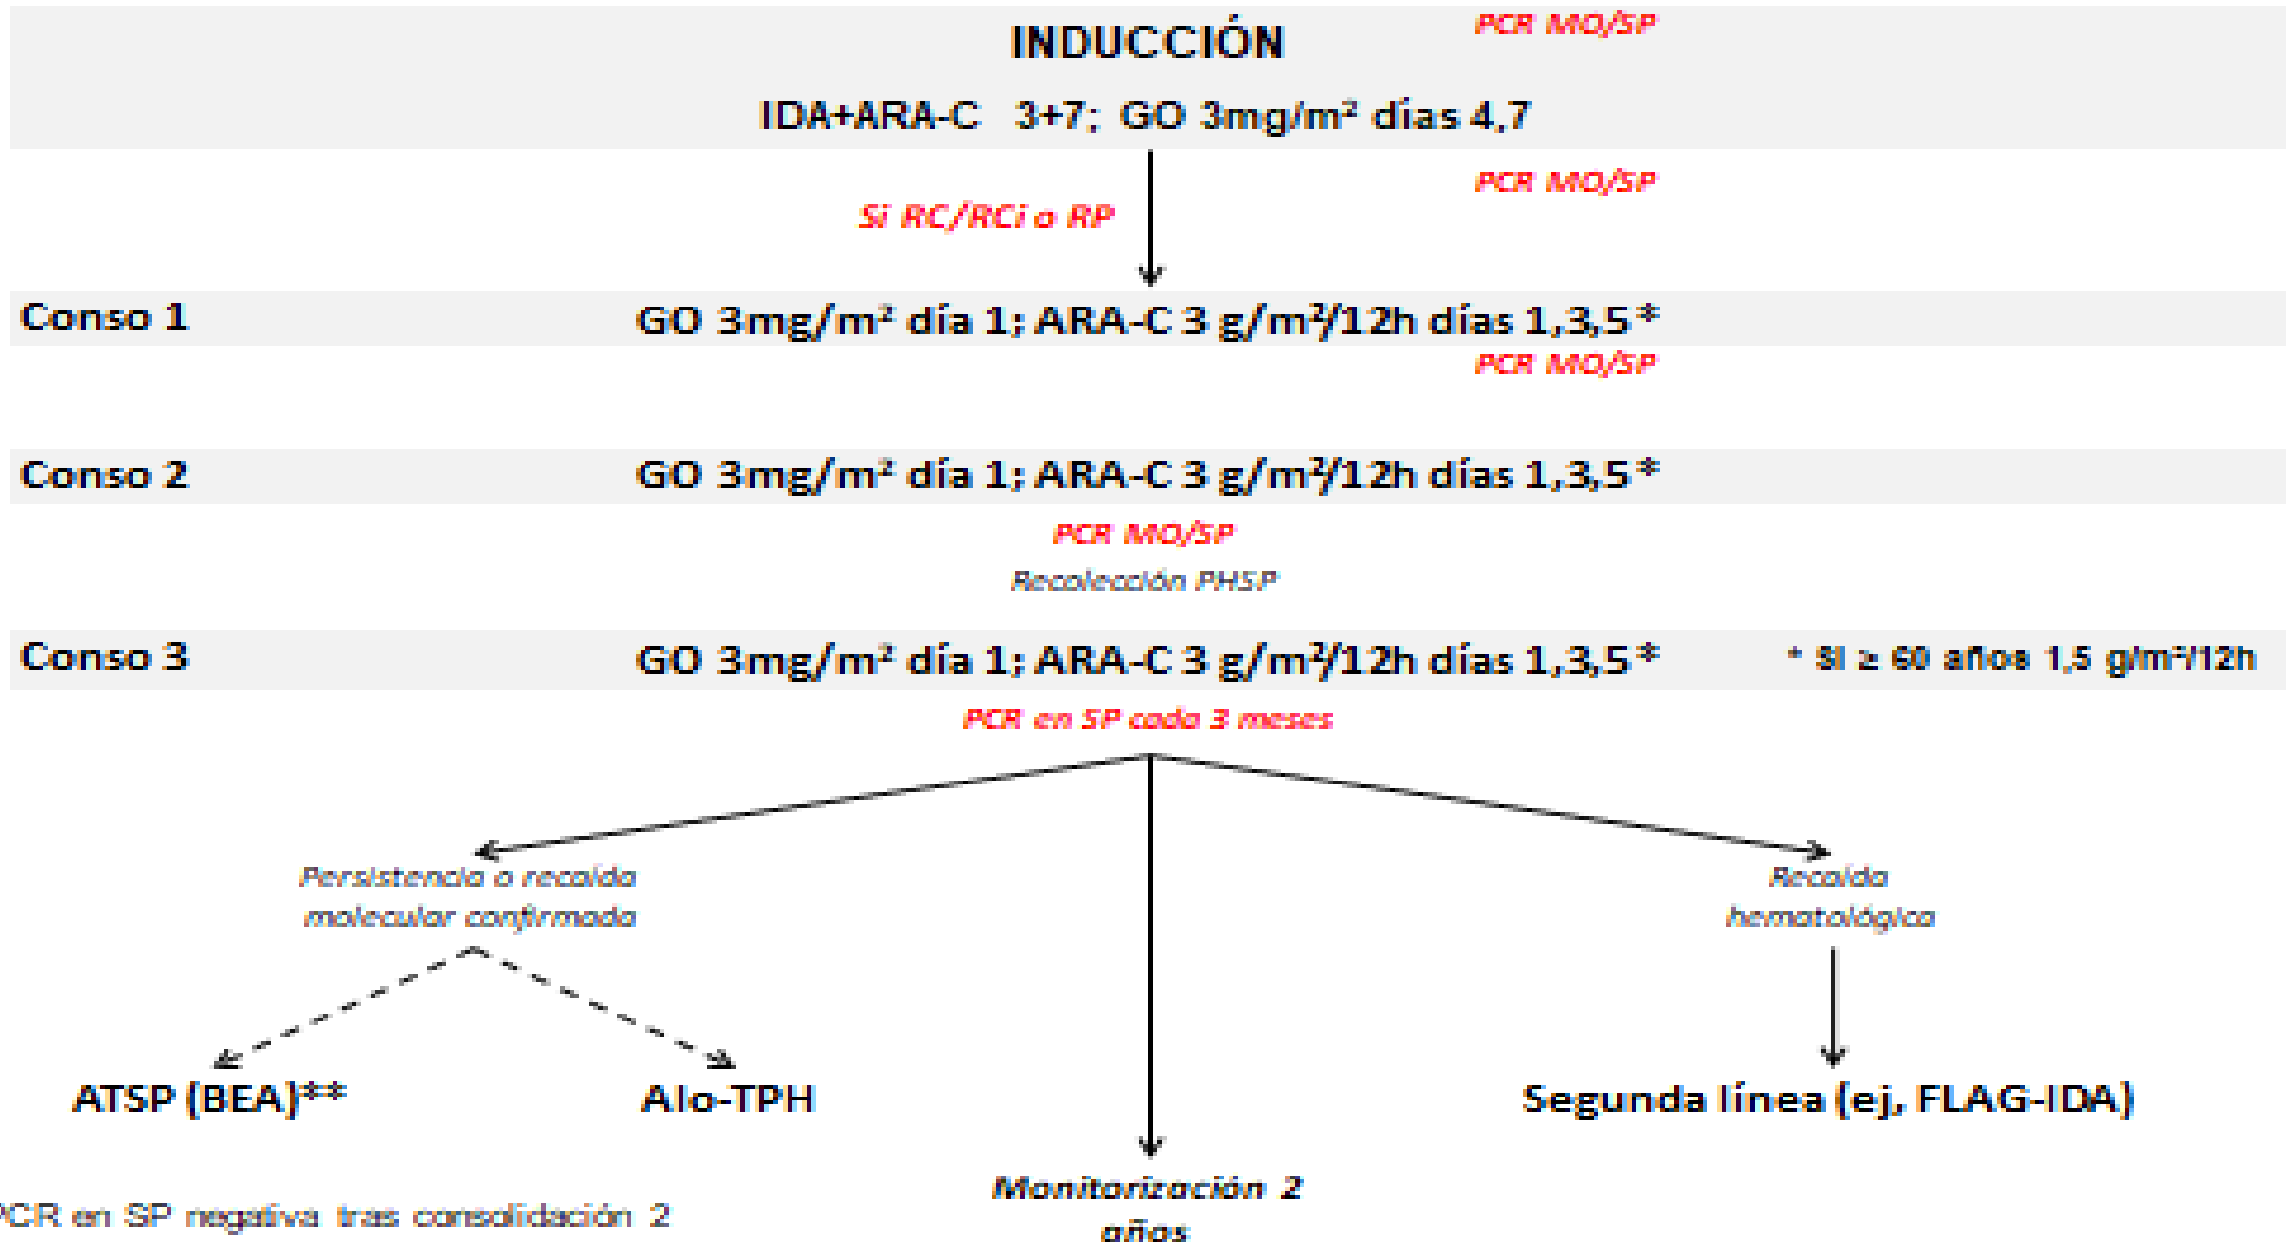 PCR MO/SP
INDUCCIÓN
IDA+ARA-C 3+7; GO 3mg/m² días 4,7
PCR MO/SP
Si RC/RCi o RP
Conso 1 GO 3mg/m² día 1; ARA-C 3 g/m²/12h días 1,3,5*
PCR MO/SP
Conso 2 GO 3mg/m² día 1; ARA-C 3 g/m²/12h días 1,3,5*
PCR MO/SP
Recolección PHSP
Conso 3 GO 3mg/m² día 1; ARA-C 3 g/m²/12h días 1,3,5* * Si ≥ 60 años 1,5 g/m²/12h
PCR en SP cada 3 meses
Persistencia o recaída
molecular confirmada
Recaída
hematológica
ATSP (BEA)** Alo-TPH Segunda línea (ej, FLAG-IDA)
Monitorización 2
años
PCR en SP negativa tras consolidación 2